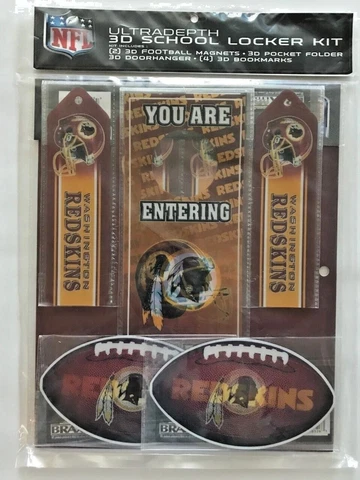 NFL
ULTRADEPTH
3D SCHOOL LOCKER KIT
KIT INCLUDES
(2) 3D FOOTBALL MAGNETS • 3D POCKET FOLDER
3D DOORHANGER • (4) 3D BOOKMARKS
YOU ARE
ENTERING
WASHINGTON
REDSKINS
WASHINGTON
REDSKINS
REDSKINS